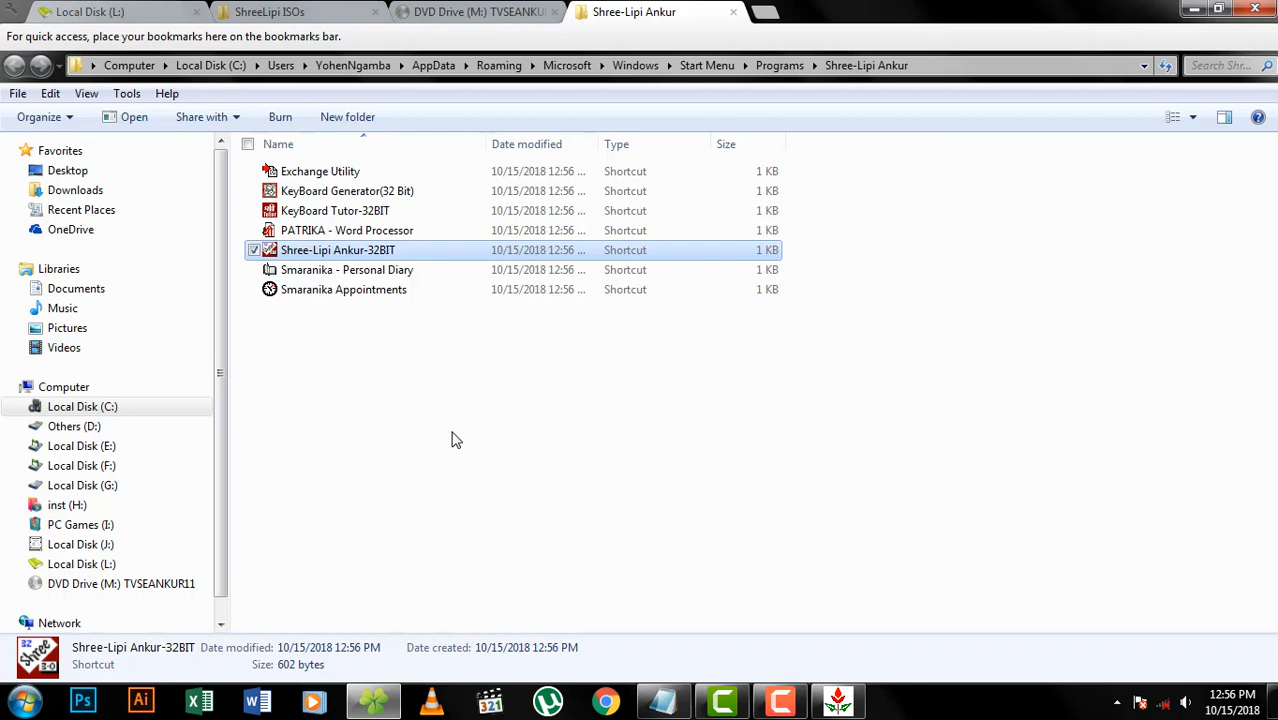 Local Disk (L:)
ShreeLipi ISOs
DVD Drive (M:) TVSEANKUR
Shree-Lipi Ankur
For quick access, place your bookmarks here on the bookmarks bar.
Computer
Local Disk (C:)
Users
YohenNgamba
AppData
Roaming
Microsoft
Windows
Start Menu
Programs
Shree-Lipi Ankur
Search Shr...
File Edit View Tools Help
Organize Open Share with Burn New folder
Name Date modified Type Size
Exchange Utility 10/15/2018 12:56 ... Shortcut 1 KB
KeyBoard Generator(32 Bit) 10/15/2018 12:56 ... Shortcut 1 KB
KeyBoard Tutor-32BIT 10/15/2018 12:56 ... Shortcut 1 KB
PATRIKA - Word Processor 10/15/2018 12:56 ... Shortcut 1 KB
Shree-Lipi Ankur-32BIT 10/15/2018 12:56 ... Shortcut 1 KB
Smaranika - Personal Diary 10/15/2018 12:56 ... Shortcut 1 KB
Smaranika Appointments 10/15/2018 12:56 ... Shortcut 1 KB
Favorites
Desktop
Downloads
Recent Places
OneDrive
Libraries
Documents
Music
Pictures
Videos
Computer
Local Disk (C:)
Others (D:)
Local Disk (E:)
Local Disk (F:)
Local Disk (G:)
inst (H:)
PC Games (I:)
Local Disk (J:)
Local Disk (L:)
DVD Drive (M:) TVSEANKUR11
Network
32
Shree
3·0
Shree-Lipi Ankur-32BIT Date modified: 10/15/2018 12:56 PM Date created: 10/15/2018 12:56 PM
Shortcut Size: 602 bytes
Ps
Ai
321
12:56 PM
10/15/2018